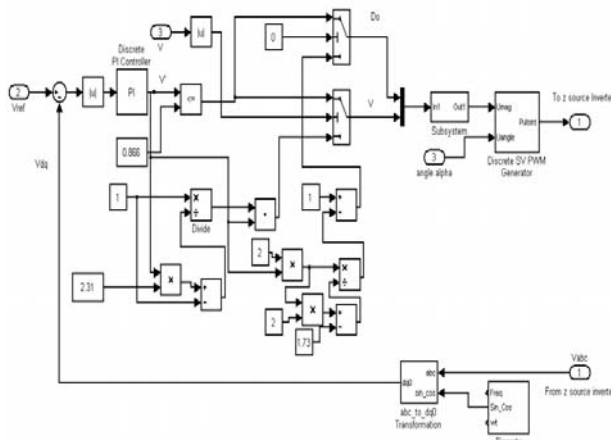 Do
3
V
|u|
0
Discrete
PI Controller
V'
2
Vref
|u|
PI
<=
V
0.866
In1
Out1
Subsystem
Umag
Uangle
Pulses
Discrete SV PWM
Generator
3
angle alpha
To z source Inverter
1
Vdq
1
×
÷
Divide
1
+
-
2.31
×
+
-
2
×
×
÷
2
×
+
-
1.73
dq0
abc
sin_cos
abc_to_dq0
Transformation
Vabc
1
From z source inverter
Freq
Sin_Cos
wt